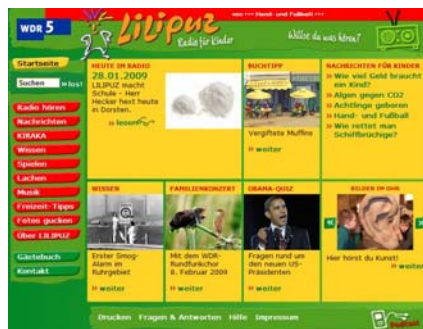 neu --- Hand- und Fußball ---
WDR 5
LILIPUZ
Radio für Kinder
Willst du was hören?
Startseite
Suchen
»los!
Radio hören
Nachrichten
KIRAKA
Wissen
Spielen
Lachen
Musik
Freizeit-Tipps
Fotos gucken
Über LILIPUZ
Gästebuch
Kontakt
HEUTE IM RADIO
28.01.2009
LILIPUZ macht
Schule - Herr
Hecker hext heute
in Dorsten.
» lesen
BUCHTIPP
Vergiftete Muffins
» weiter
NACHRICHTEN FÜR KINDER
» Wie viel Geld braucht
ein Kind?
» Algen gegen CO2
» Achtlinge geboren
» Hand- und Fußball
» Wie rettet man
Schiffbrüchige?
WISSEN
Erster Smog-
Alarm im
Ruhrgebiet
» weiter
FAMILIENKONZERT
Mit dem WDR-
Rundfunkchor
8. Februar 2009
» weiter
OBAMA-QUIZ
Fragen rund um
den neuen US-
Präsidenten
» weiter
BILDER IM OHR
« »
Hier hörst du Kunst!
» weiter
Drucken Fragen & Antworten Hilfe Impressum
Podcast